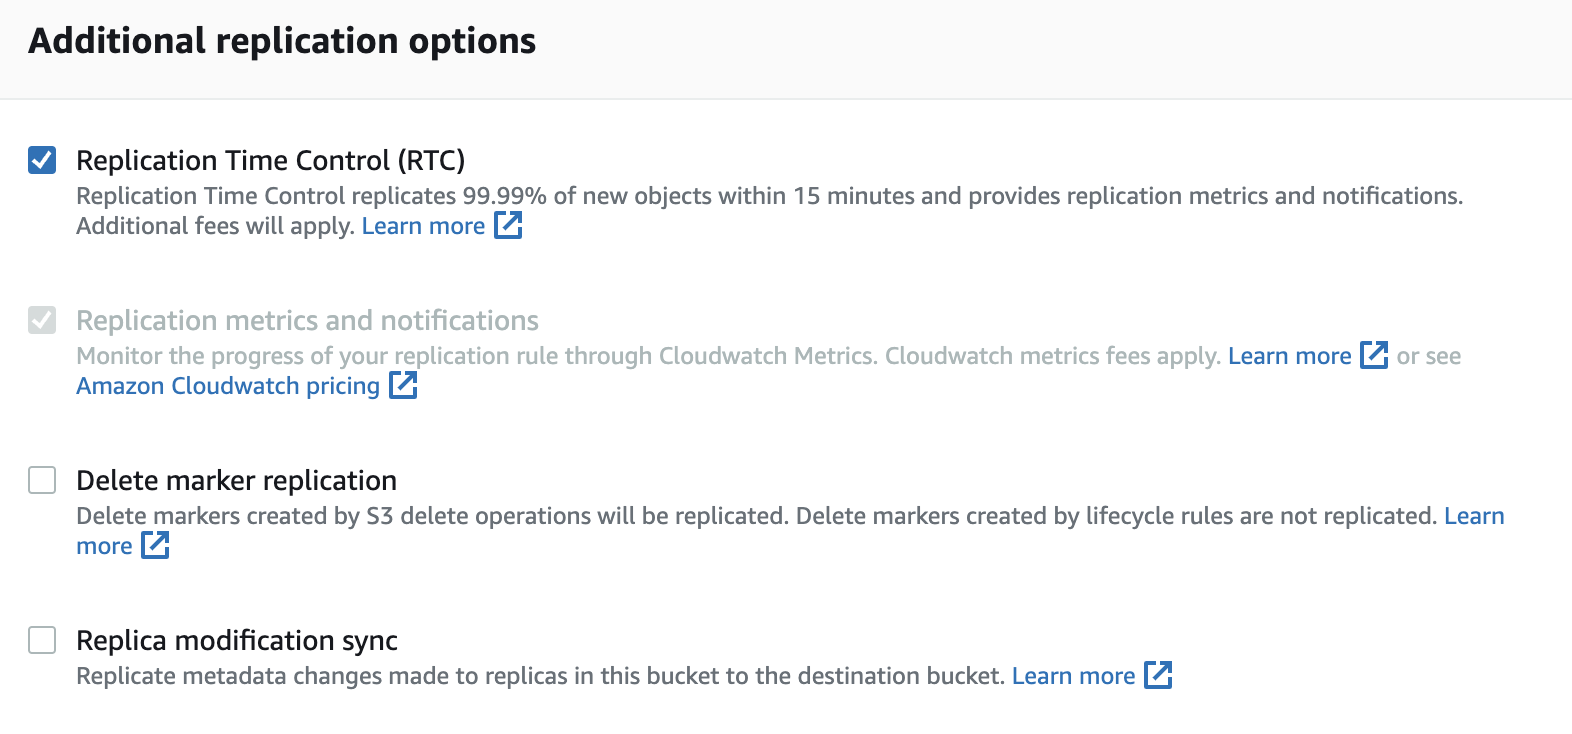 Additional replication options
Replication Time Control (RTC)
Replication Time Control replicates 99.99% of new objects within 15 minutes and provides replication metrics and notifications.
Additional fees will apply. Learn more
Replication metrics and notifications
Monitor the progress of your replication rule through Cloudwatch Metrics. Cloudwatch metrics fees apply. Learn more or see
Amazon Cloudwatch pricing
Delete marker replication
Delete markers created by S3 delete operations will be replicated. Delete markers created by lifecycle rules are not replicated. Learn
more
Replica modification sync
Replicate metadata changes made to replicas in this bucket to the destination bucket. Learn more